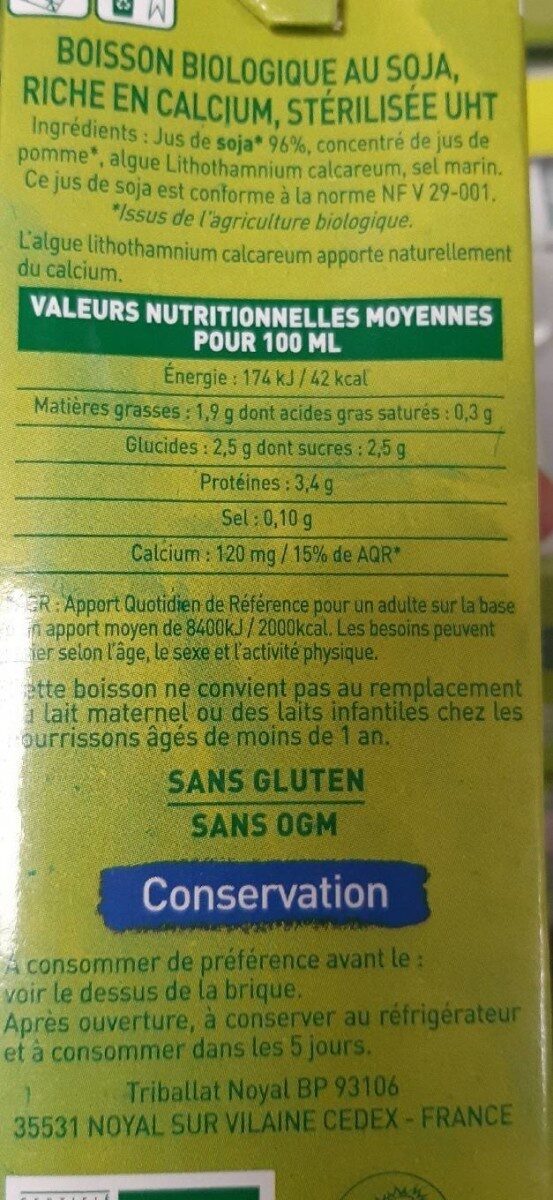 BOISSON BIOLOGIQUE AU SOJA,
RICHE EN CALCIUM, STÉRILISÉE UHT
Ingrédients : Jus de soja* 96%, concentré de jus de
pomme*, algue Lithothamnium calcareum, sel marin.
Ce jus de soja est conforme à la norme NF V 29-001.
*Issus de l'agriculture biologique.
L'algue lithothamnium calcareum apporte naturellement
du calcium.
VALEURS NUTRITIONNELLES MOYENNES
POUR 100 ML
Énergie : 174 kJ / 42 kcal
Matières grasses : 1,9 g dont acides gras saturés : 0,3 g
Glucides : 2,5 g dont sucres : 2,5 g
Protéines : 3,4 g
Sel : 0,10 g
Calcium : 120 mg / 15% de AQR*
: Apport Quotidien de Référence pour un adulte sur la base
apport moyen de 8400kJ / 2000kcal. Les besoins peuvent
selon l'âge, le sexe et l'activité physique.
boisson ne convient pas au remplacement
lait maternel ou des laits infantiles chez les
ourrissons âgés de moins de 1 an.
SANS GLUTEN
SANS OGM
Conservation
A consommer de préférence avant le :
voir le dessus de la brique.
Après ouverture, à conserver au réfrigérateur
et à consommer dans les 5 jours.
Triballat Noyal BP 93106
35531 NOYAL SUR VILAINE CEDEX - FRANCE